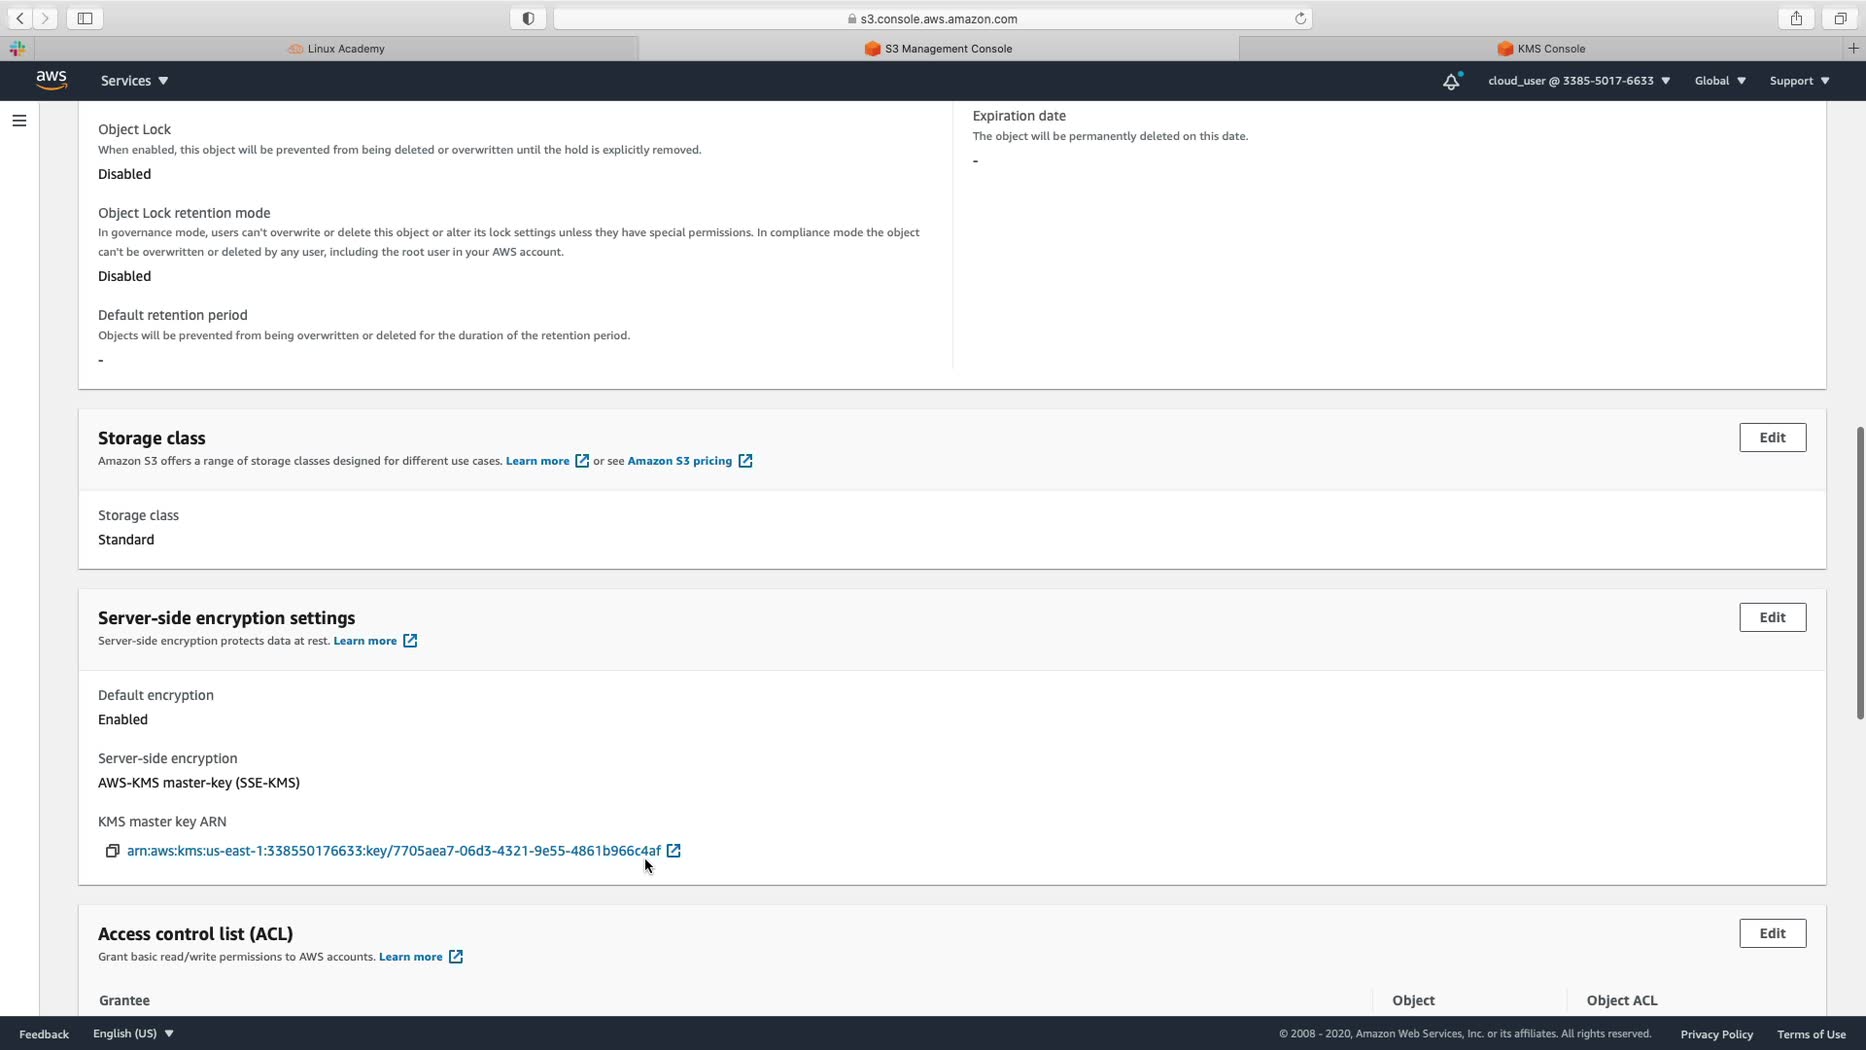 s3.console.aws.amazon.com
Linux Academy
S3 Management Console
KMS Console
aws
Services
cloud_user @ 3385-5017-6633
Global
Support
Object Lock
When enabled, this object will be prevented from being deleted or overwritten until the hold is explicitly removed.
Disabled
Object Lock retention mode
In governance mode, users can't overwrite or delete this object or alter its lock settings unless they have special permissions. In compliance mode the object
can't be overwritten or deleted by any user, including the root user in your AWS account.
Disabled
Default retention period
Objects will be prevented from being overwritten or deleted for the duration of the retention period.
-
Expiration date
The object will be permanently deleted on this date.
-
Storage class
Edit
Amazon S3 offers a range of storage classes designed for different use cases. Learn more or see Amazon S3 pricing
Storage class
Standard
Server-side encryption settings
Edit
Server-side encryption protects data at rest. Learn more
Default encryption
Enabled
Server-side encryption
AWS-KMS master-key (SSE-KMS)
KMS master key ARN
arn:aws:kms:us-east-1:338550176633:key/7705aea7-06d3-4321-9e55-4861b966c4af
Access control list (ACL)
Edit
Grant basic read/write permissions to AWS accounts. Learn more
Grantee
Object
Object ACL
Feedback
English (US)
© 2008 - 2020, Amazon Web Services, Inc. or its affiliates. All rights reserved.
Privacy Policy
Terms of Use